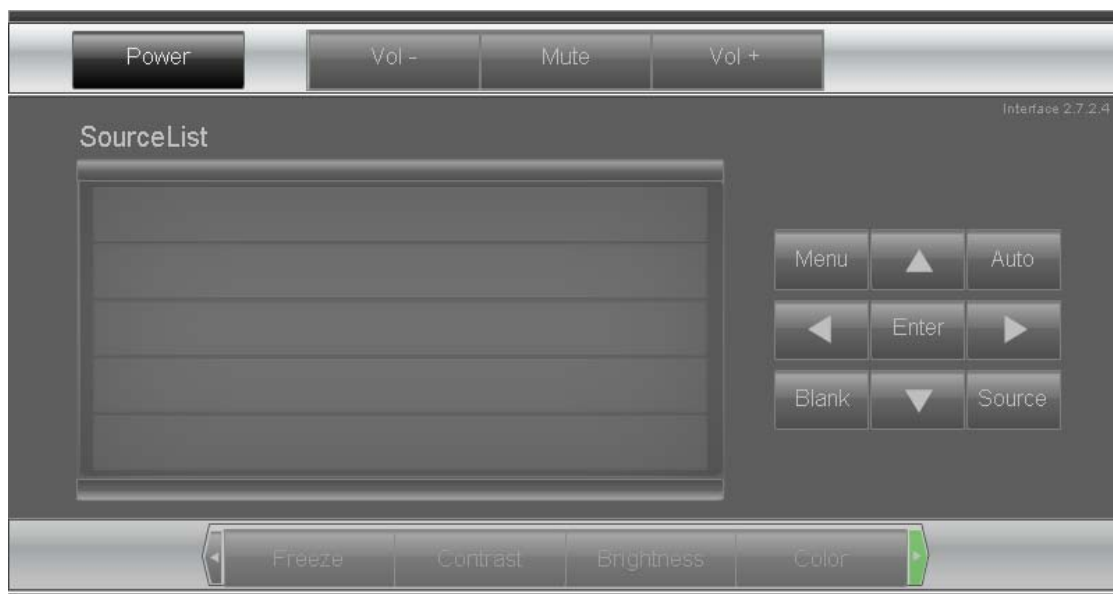 Power Vol - Mute Vol +
Interface 2.7.2.4
SourceList
Menu Auto
Enter
Blank Source
Freeze Contrast Brightness Color